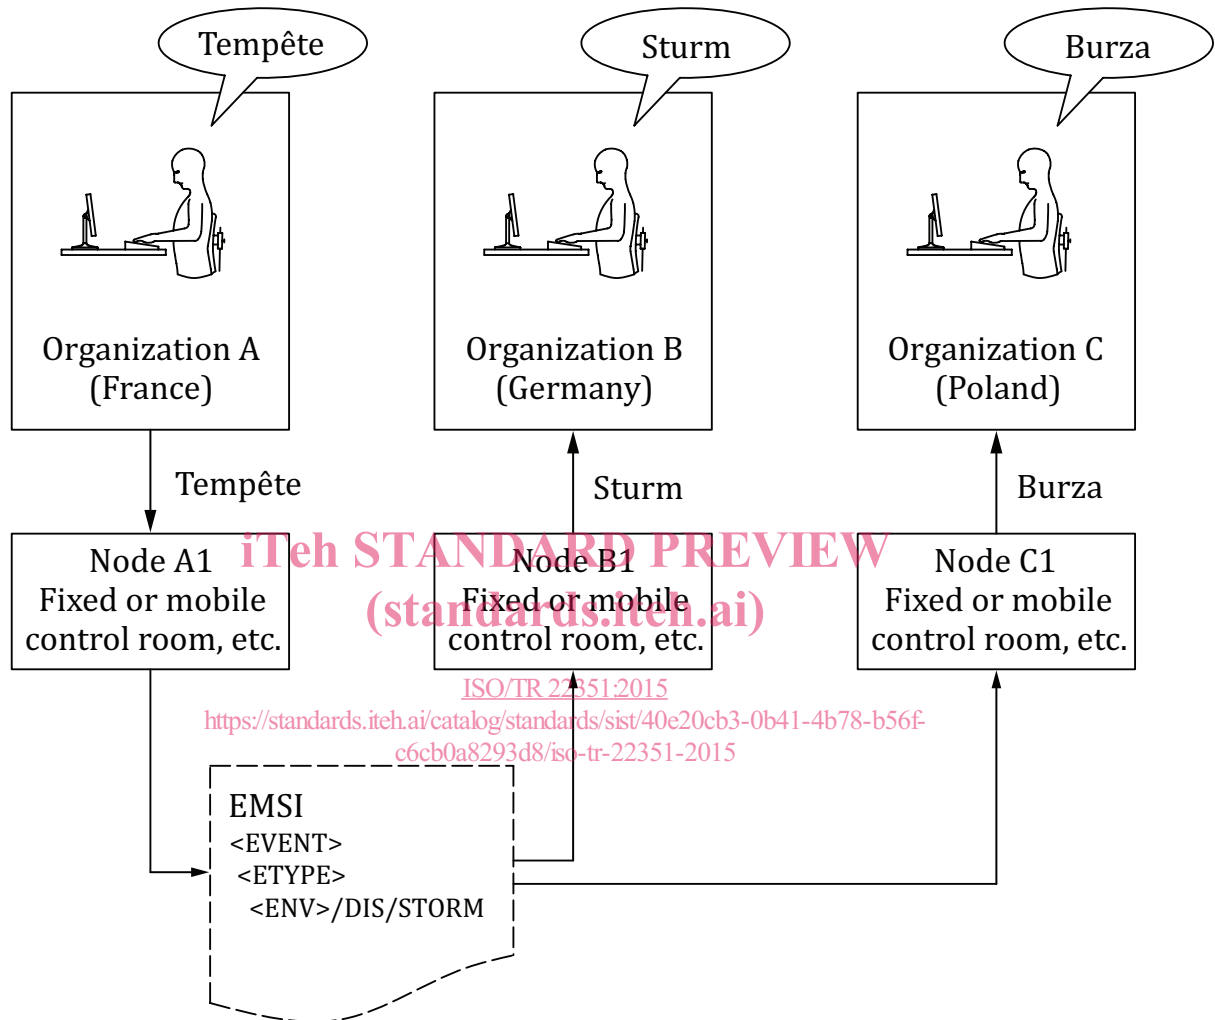 Tempête
Sturm
Burza
Organization A
(France)
Organization B
(Germany)
Organization C
(Poland)
Tempête
Sturm
Burza
Node A1
Fixed or mobile
control room, etc.
Node B1
Fixed or mobile
control room, etc.
Node C1
Fixed or mobile
control room, etc.
iTeh STANDARD PREVIEW
(standards.iteh.ai)
ISO/TR 22351:2015
https://standards.iteh.ai/catalog/standards/sist/40e20cb3-0b41-4b78-b56f-
c6cb0a8293d8/iso-tr-22351-2015
EMSI
<EVENT>
<ETYPE>
<ENV>/DIS/STORM